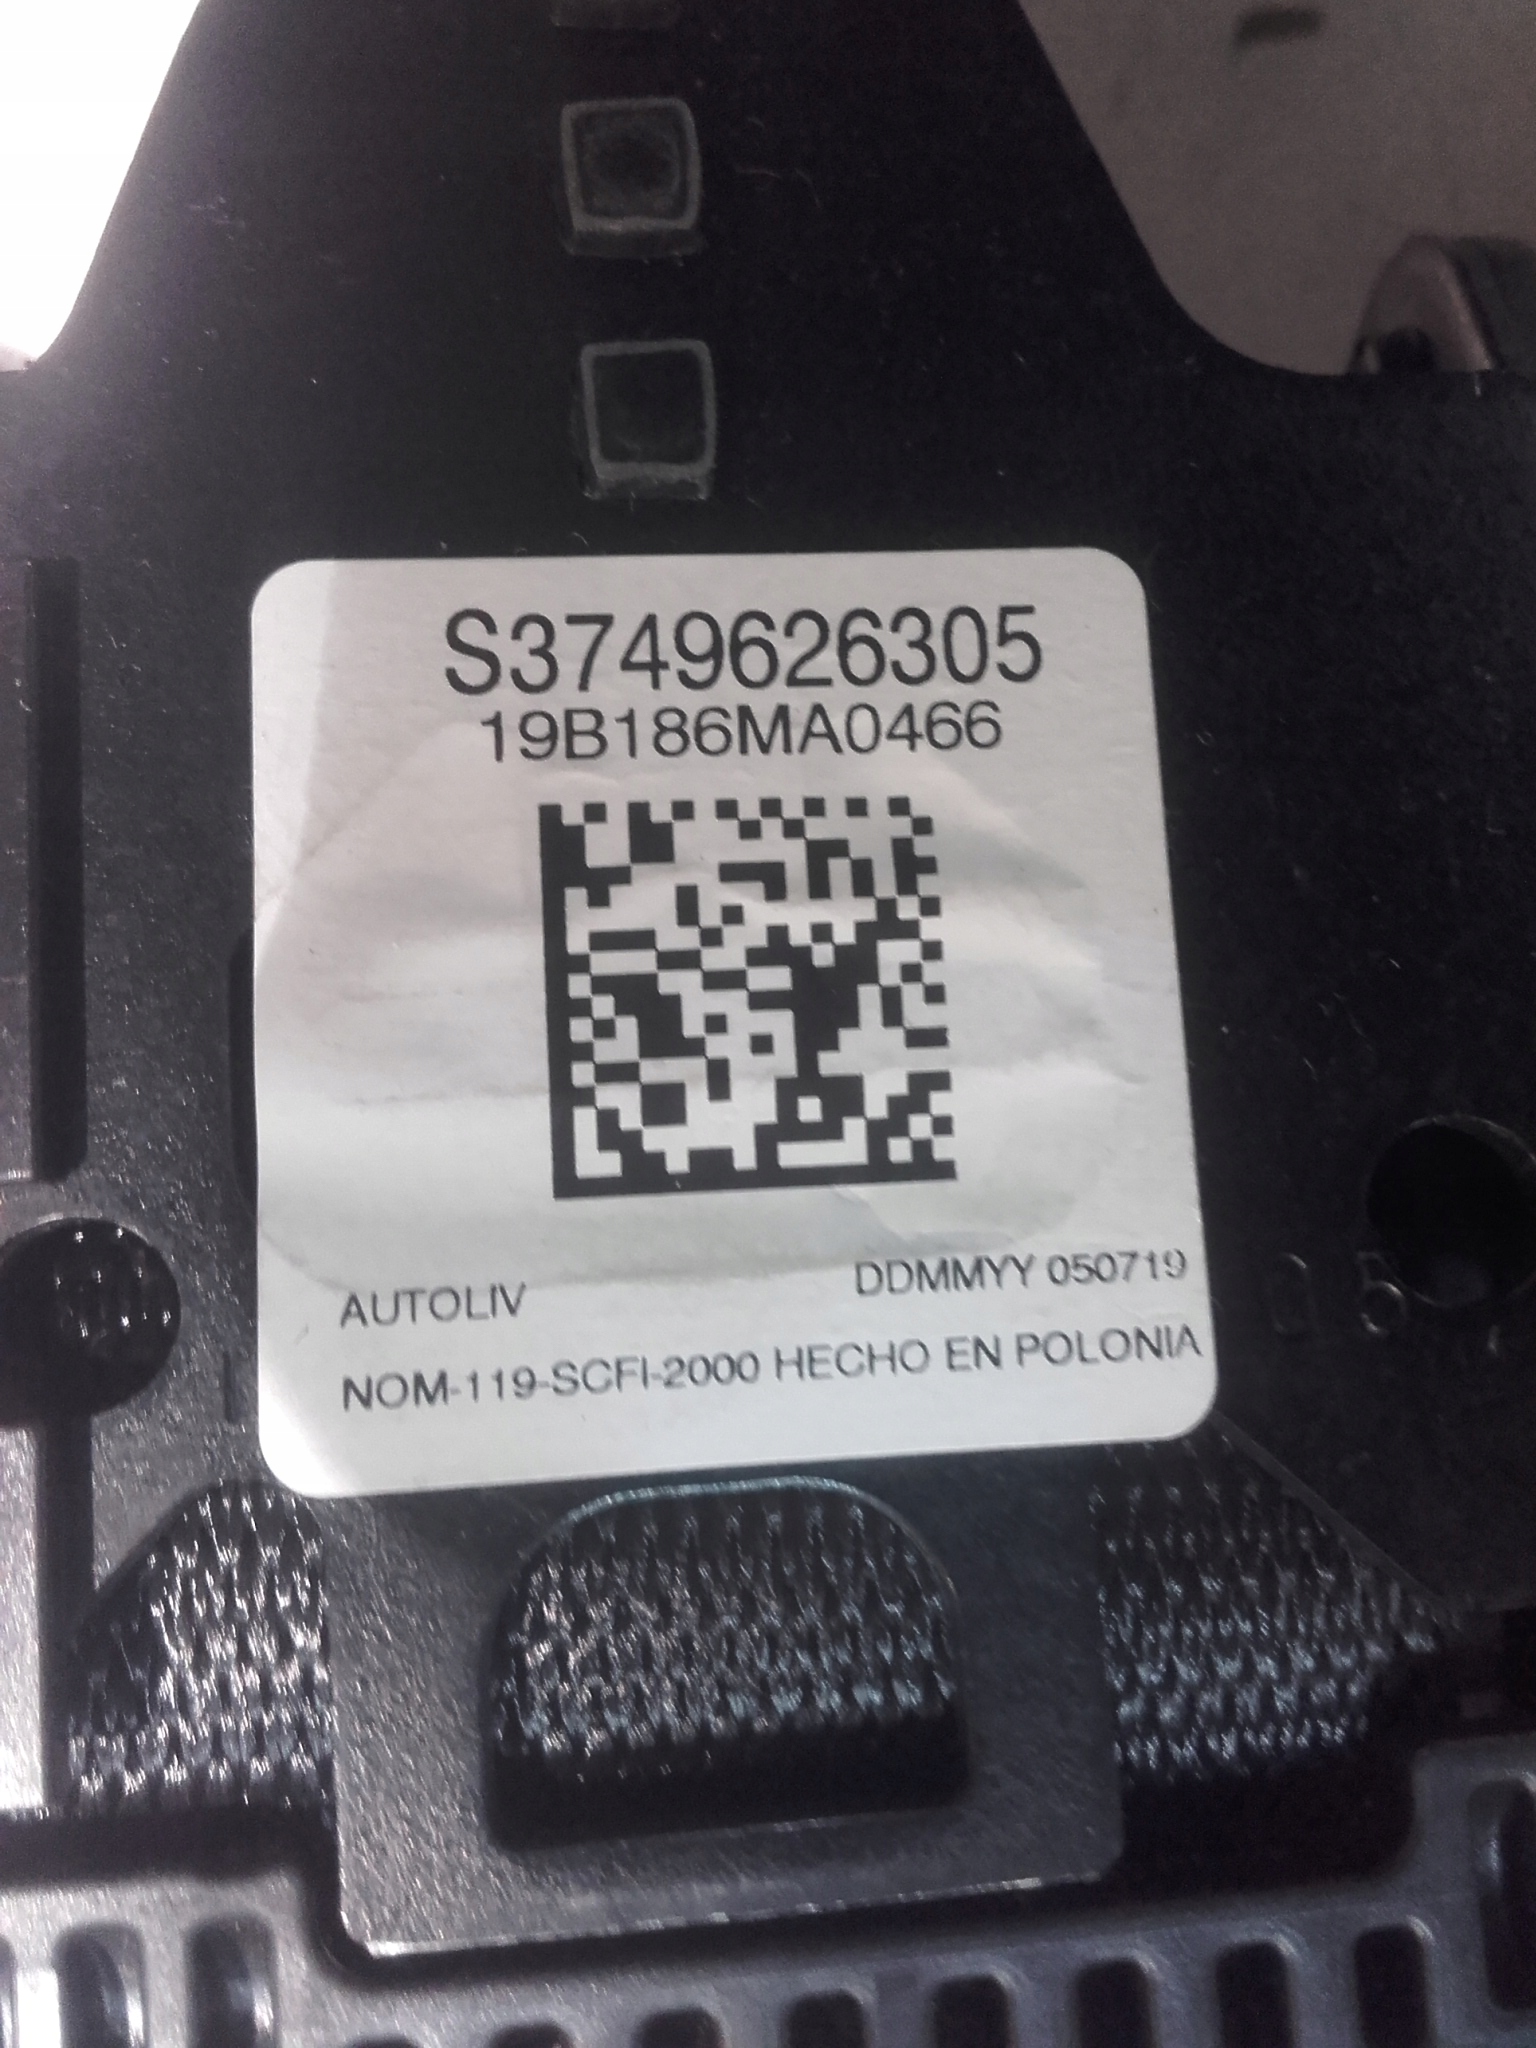 S3749626305
19B186MA0466
AUTOLIV
DDMMYY 050719
NOM-119-SCFI-2000 HECHO EN POLONIA